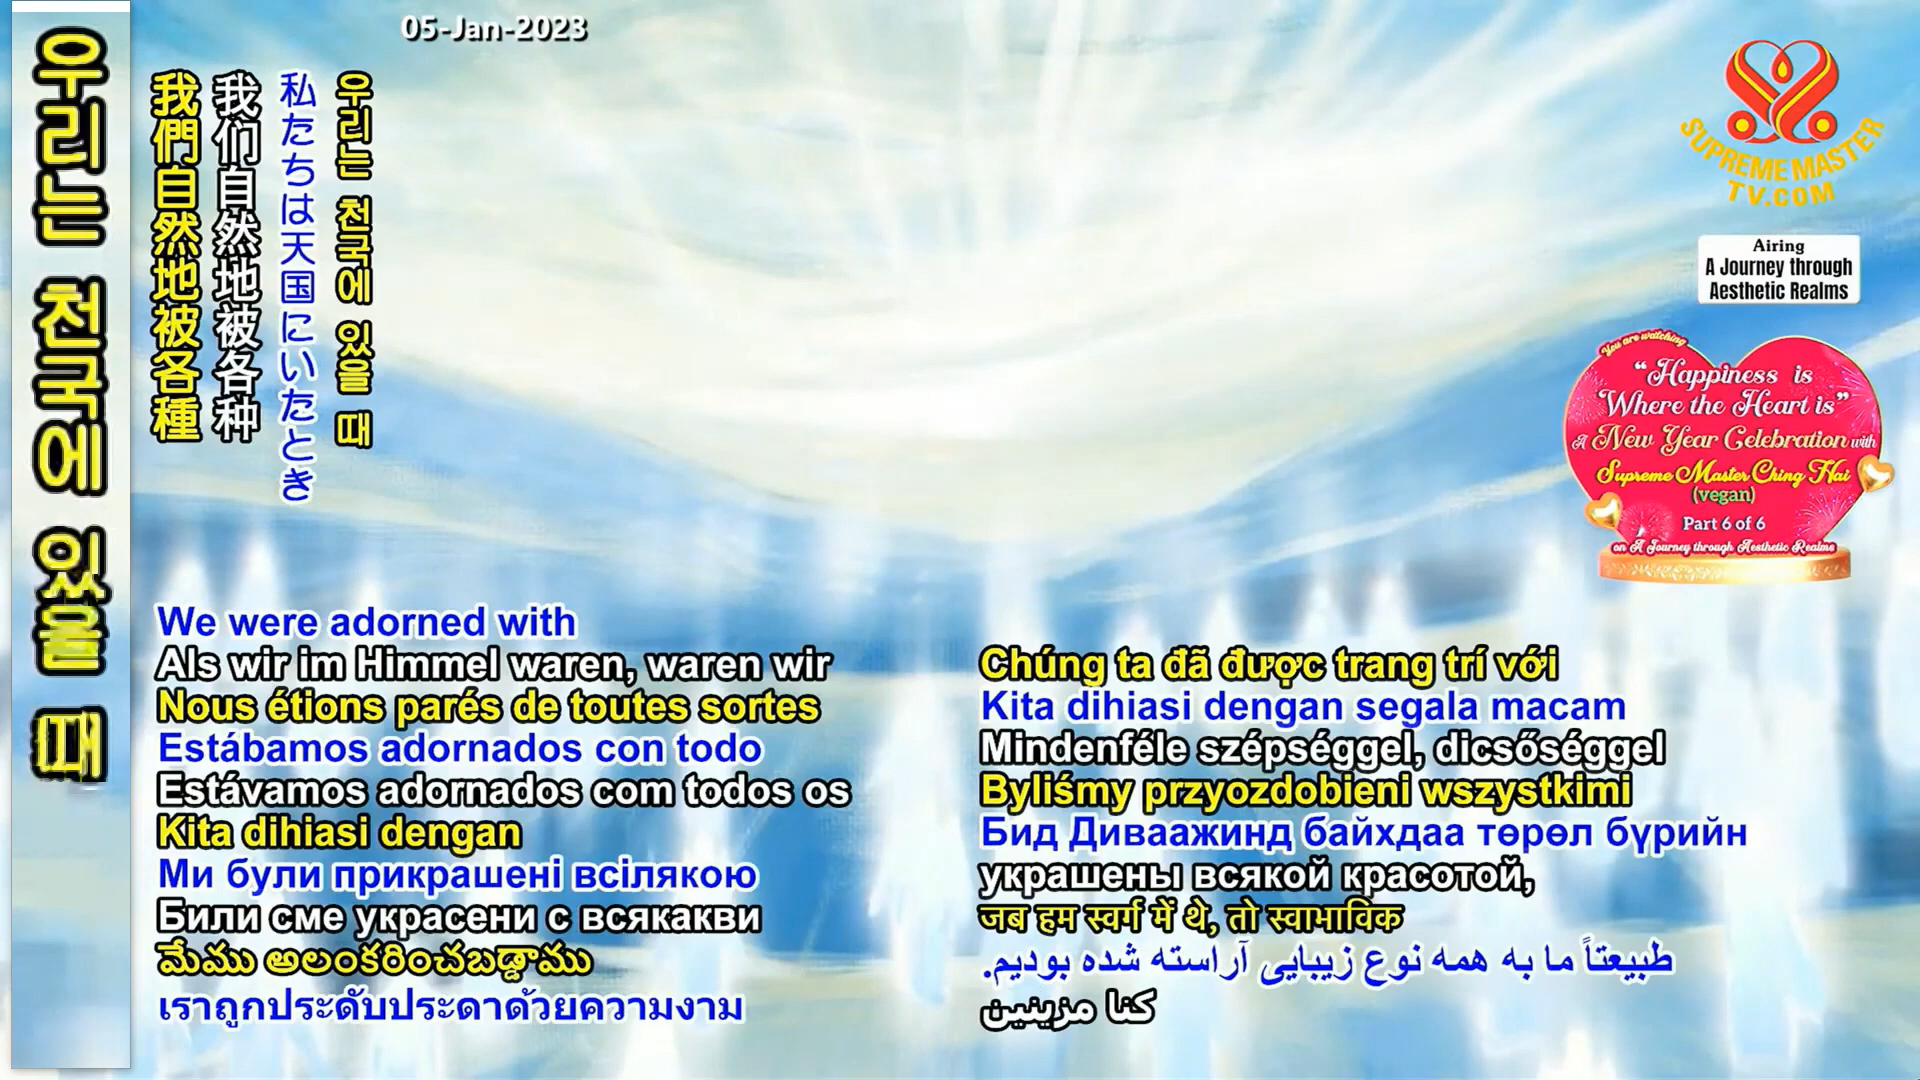 05-Jan-2023
우리는 천국에 있을 때
我們自然地被各種
我们自然地被各种
私たちは天国にいたとき
우리는 천국에 있을 때
We were adorned with
Als wir im Himmel waren, waren wir
Nous étions parés de toutes sortes
Estábamos adornados con todo
Estávamos adornados com todos os
Kita dihiasi dengan
Ми були прикрашені всілякою
Били сме украсени с всякакви
మేము అలంకరించబడ్డాము
เราถูกประดับประดาด้วยความงาม
Chúng ta đã được trang trí với
Kita dihiasi dengan segala macam
Mindenféle szépséggel, dicsőséggel
Byliśmy przyozdobieni wszystkimi
Бид Диваажинд байхдаа төрөл бүрийн
украшены всякой красотой,
जब हम स्वर्ग में थे, तो स्वाभाविक
طبیعتاً ما به همه نوع زیبایی آراسته شده بودیم.
كنا مزينين
SUPREME MASTER
TV.COM
Airing
A Journey through
Aesthetic Realms
You are watching
“Happiness is
Where the Heart is”
A New Year Celebration with
Supreme Master Ching Hai
(vegan)
Part 6 of 6
on A Journey through Aesthetic Realms